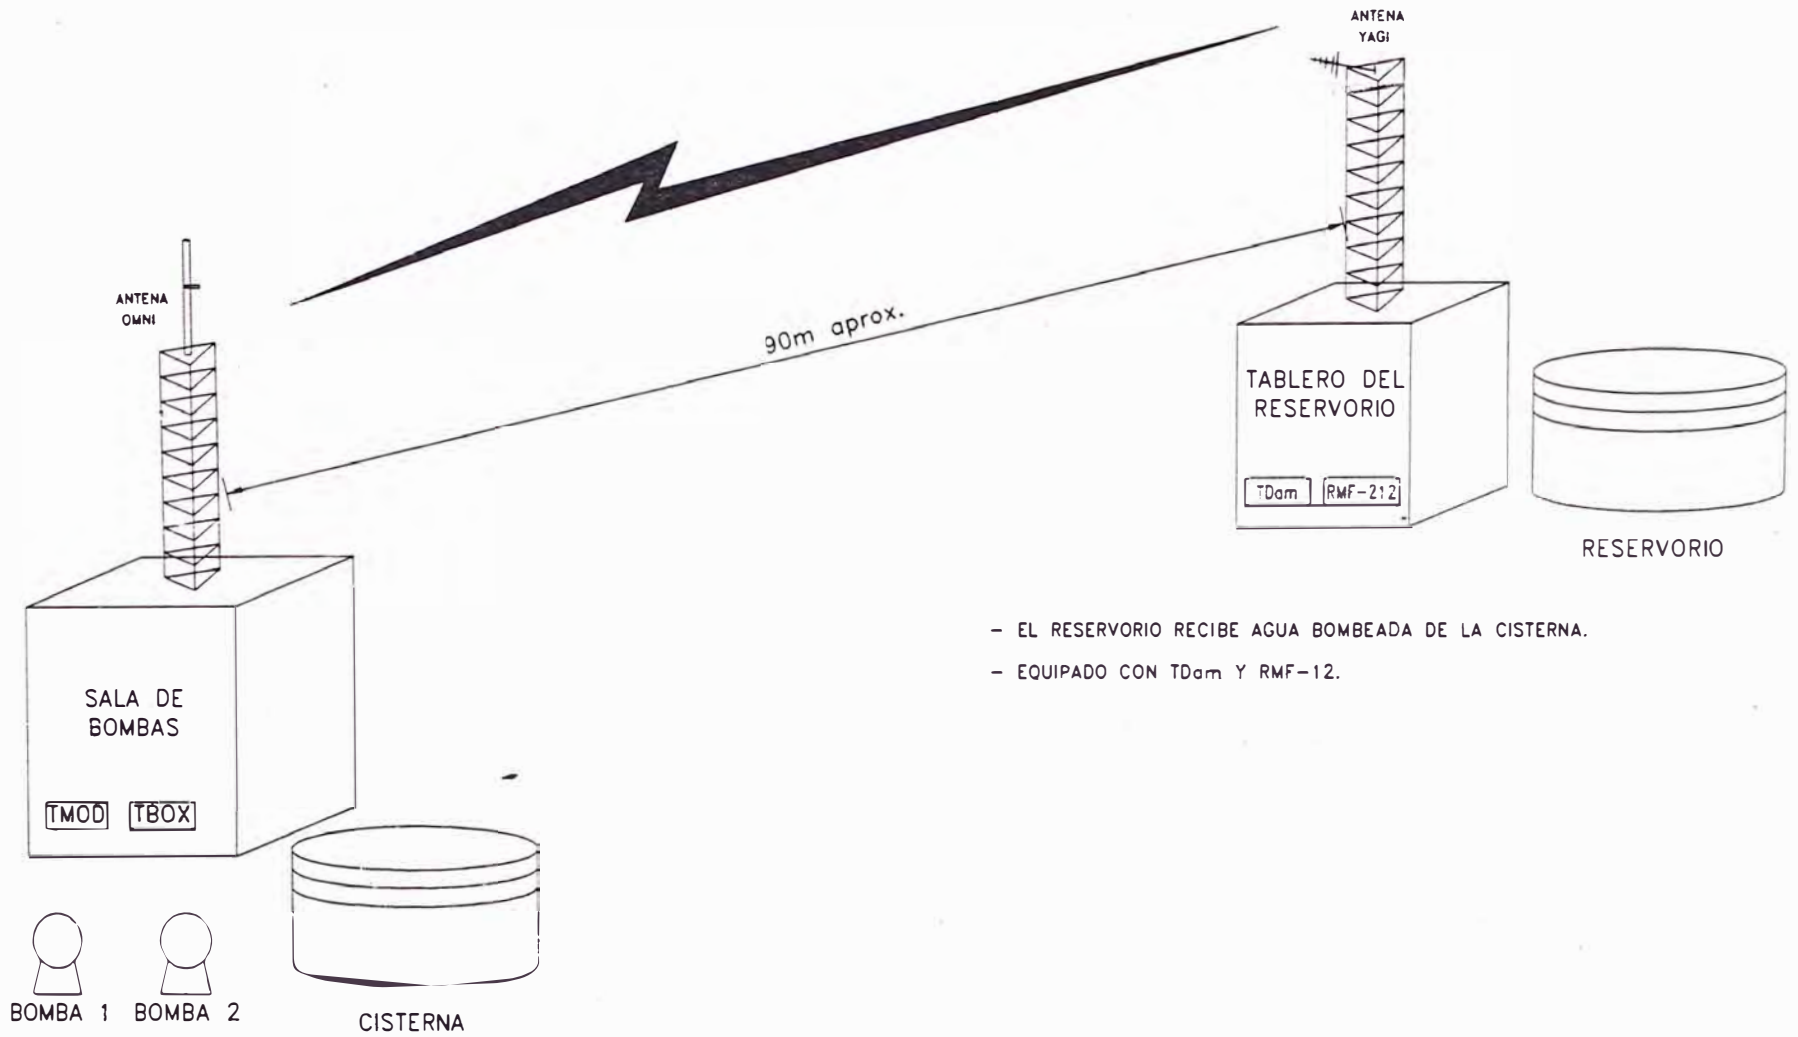 ANTENA
YAGI
ANTENA
OMNI
90m aprox.
TABLERO DEL
RESERVORIO
TDam
RMF-212
RESERVORIO
- EL RESERVORIO RECIBE AGUA BOMBEADA DE LA CISTERNA.
- EQUIPADO CON TDam Y RMF-12.
SALA DE
BOMBAS
TMOD
TBOX
BOMBA 1
BOMBA 2
CISTERNA